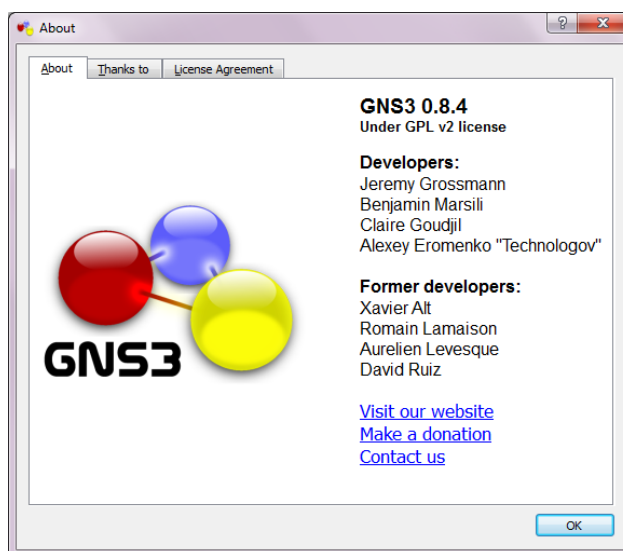 About
About
Thanks to
License Agreement
GNS3
GNS3 0.8.4
Under GPL v2 license
Developers:
Jeremy Grossmann
Benjamin Marsili
Claire Goudjil
Alexey Eromenko "Technologov"
Former developers:
Xavier Alt
Romain Lamaison
Aurelien Levesque
David Ruiz
Visit our website
Make a donation
Contact us
OK